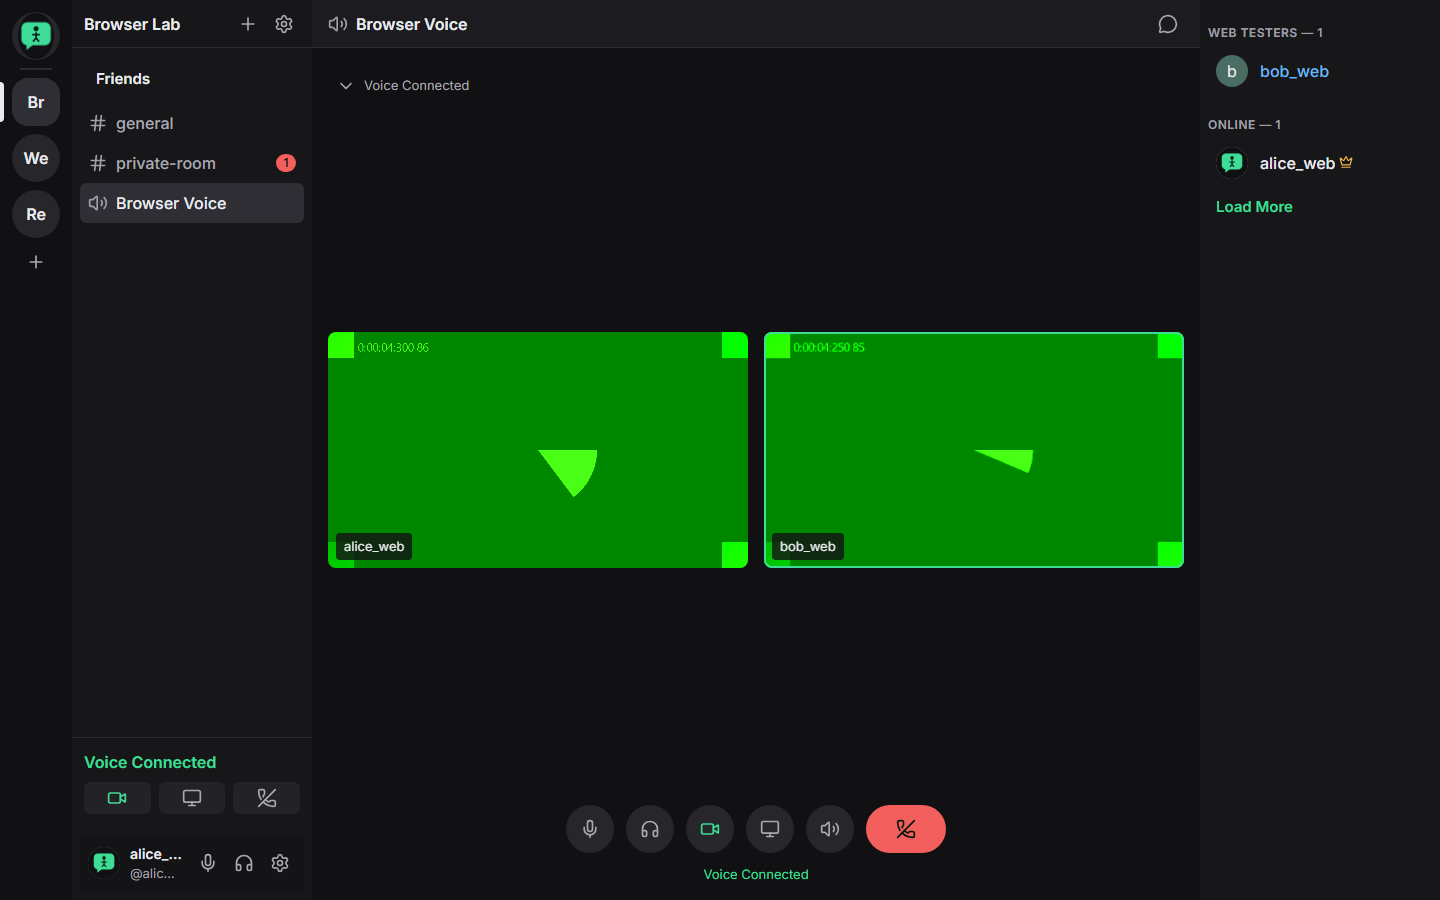 Browser Lab
Browser Voice
Br
We
Re
Friends
general
private-room
1
Browser Voice
Voice Connected
0:00:04:300 86
alice_web
0:00:04:250 85
bob_web
WEB TESTERS — 1
b
bob_web
ONLINE — 1
alice_web
Load More
Voice Connected
alice_...
@alic...
Voice Connected